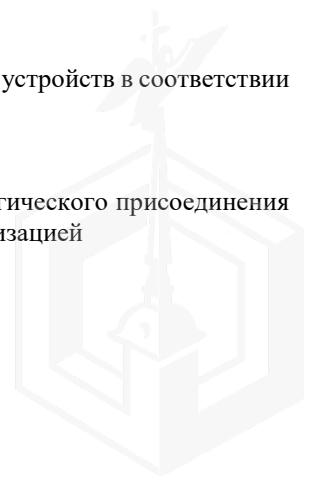 устройств в соответствии
гического присоединения
изацией